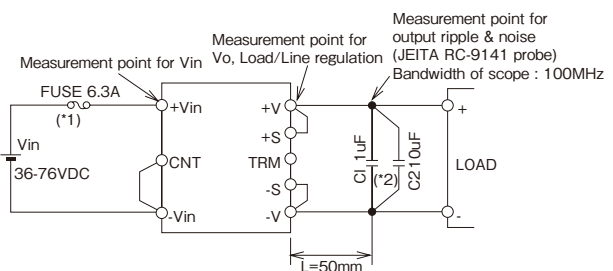 Measurement point for
output ripple & noise
(JEITA RC-9141 probe)
Bandwidth of scope : 100MHz
Measurement point for
Vo, Load/Line regulation
Measurement point for Vin
FUSE 6.3A
(*1)
+Vin
+V
+
+S
Vin
36-76VDC
CNT
TRM
C1 1uF
(*2)
C2 10uF
LOAD
-S
-Vin
-V
-
L=50mm